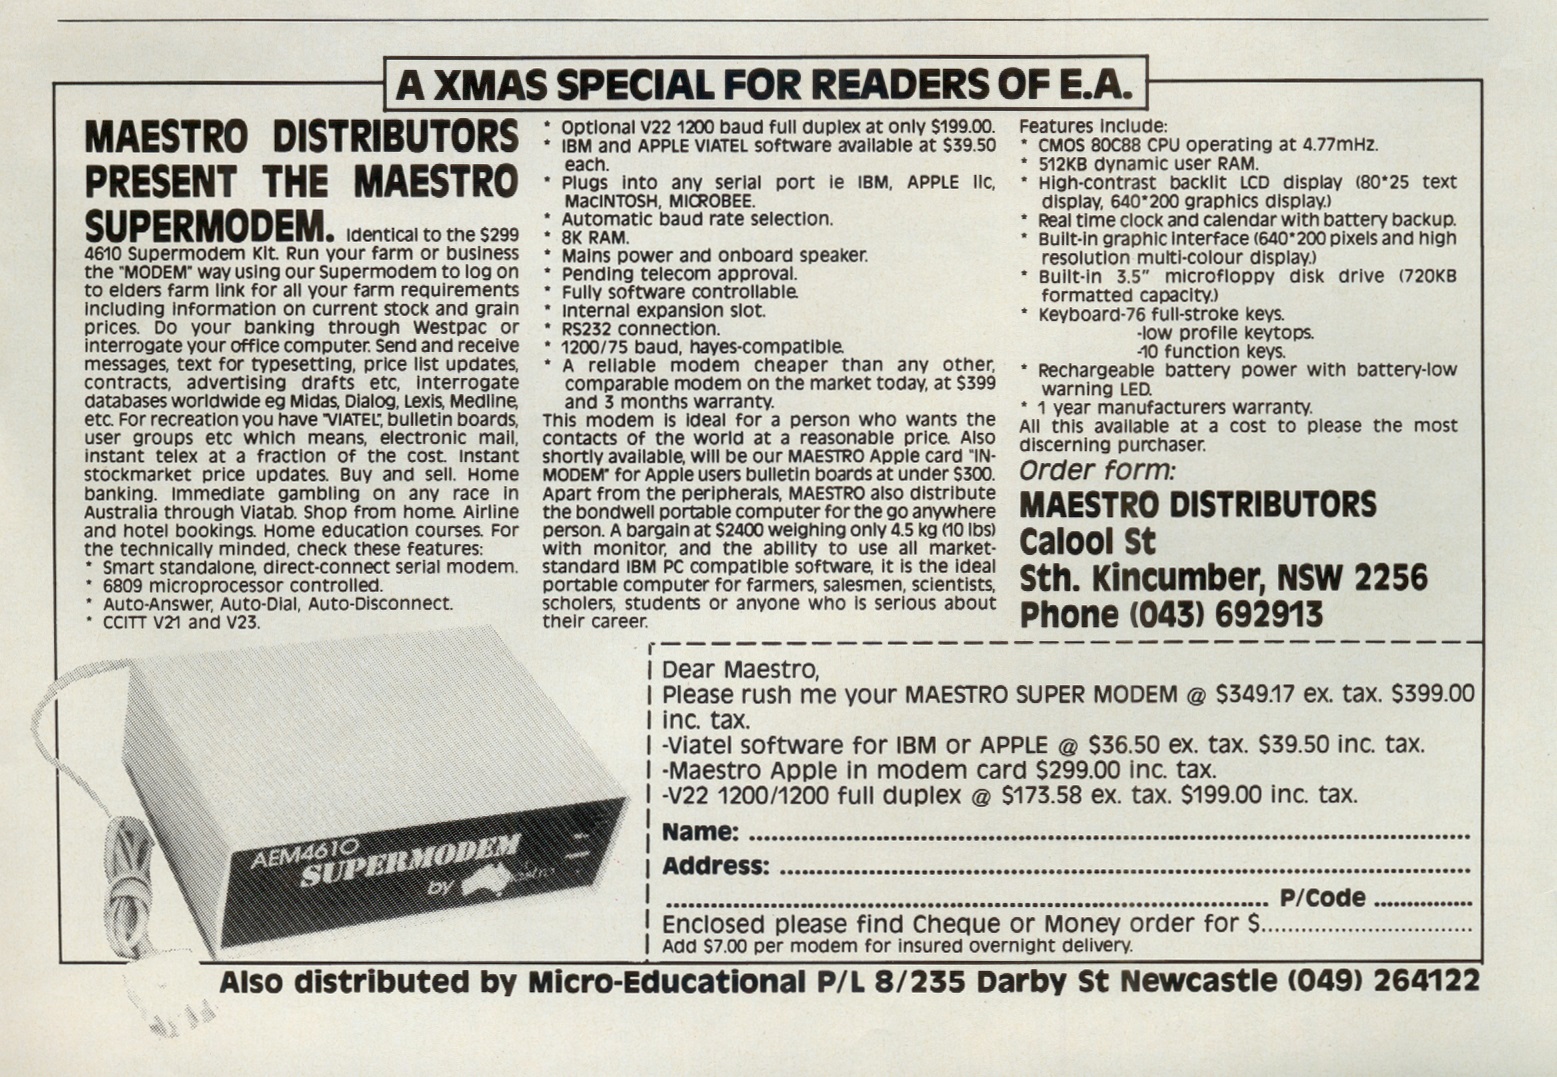 A XMAS SPECIAL FOR READERS OF E.A.
MAESTRO DISTRIBUTORS
PRESENT THE MAESTRO
SUPERMODEM. Identical to the $299
4610 Supermodem Kit. Run your farm or business
the "MODEM" way using our Supermodem to log on
to elders farm link for all your farm requirements
including information on current stock and grain
prices. Do your banking through Westpac or
interrogate your office computer. Send and receive
messages, text for typesetting, price list updates,
contracts, advertising drafts etc, interrogate
databases worldwide eg Midas, Dialog, Lexis, Medline,
etc. For recreation you have "VIATEL", bulletin boards,
user groups etc which means, electronic mail,
instant telex at a fraction of the cost. Instant
stockmarket price updates. Buy and sell. Home
banking. Immediate gambling on any race in
Australia through Viatab. Shop from home. Airline
and hotel bookings. Home education courses. For
the technically minded, check these features:
* Smart standalone, direct-connect serial modem.
* 6809 microprocessor controlled.
* Auto-Answer, Auto-Dial, Auto-Disconnect.
* CCITT V21 and V23.
* Optional V22 1200 baud full duplex at only $199.00.
* IBM and APPLE VIATEL software available at $39.50
each.
* Plugs into any serial port ie IBM, APPLE IIc,
MacINTOSH, MICROBEE.
* Automatic baud rate selection.
* 8K RAM.
* Mains power and onboard speaker.
* Pending telecom approval.
* Fully software controllable.
* Internal expansion slot.
* RS232 connection.
* 1200/75 baud, hayes-compatible.
* A reliable modem cheaper than any other,
comparable modem on the market today, at $399
and 3 months warranty.
This modem is ideal for a person who wants the
contacts of the world at a reasonable price. Also
shortly available, will be our MAESTRO Apple card "IN-
MODEM" for Apple users bulletin boards at under $300.
Apart from the peripherals, MAESTRO also distribute
the bondwell portable computer for the go anywhere
person. A bargain at $2400 weighing only 4.5 kg (10 lbs)
with monitor, and the ability to use all market-
standard IBM PC compatible software, it is the ideal
portable computer for farmers, salesmen, scientists,
scholers, students or anyone who is serious about
their career.
Features include:
* CMOS 80C88 CPU operating at 4.77mHz.
* 512KB dynamic user RAM.
* High-contrast backlit LCD display (80*25 text
display, 640*200 graphics display.)
* Real time clock and calendar with battery backup.
* Built-in graphic interface (640*200 pixels and high
resolution multi-colour display.)
* Built-in 3.5" microfloppy disk drive (720KB
formatted capacity.)
* Keyboard-76 full-stroke keys.
-low profile keytops.
-10 function keys.
* Rechargeable battery power with battery-low
warning LED.
* 1 year manufacturers warranty.
All this available at a cost to please the most
discerning purchaser.
Order form:
MAESTRO DISTRIBUTORS
Calool St
Sth. Kincumber, NSW 2256
Phone (043) 692913
AEM4610
SUPERMODEM
by
Dear Maestro,
Please rush me your MAESTRO SUPER MODEM @ $349.17 ex. tax. $399.00
inc. tax.
-Viatel software for IBM or APPLE @ $36.50 ex. tax. $39.50 inc. tax.
-Maestro Apple in modem card $299.00 inc. tax.
-V22 1200/1200 full duplex @ $173.58 ex. tax. $199.00 inc. tax.
Name: ..........
Address: ..........
.......... P/Code ..........
Enclosed please find Cheque or Money order for $..........
Add $7.00 per modem for insured overnight delivery.
Also distributed by Micro-Educational P/L 8/235 Darby St Newcastle (049) 264122